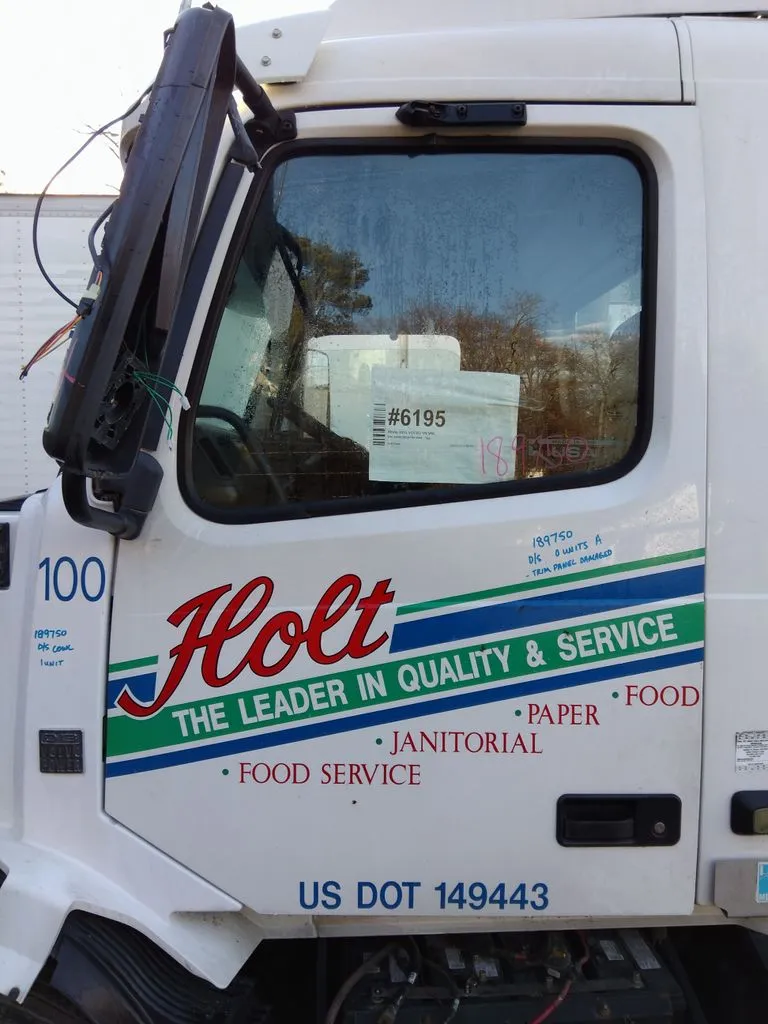 #6195
189750
D/S 0 UNITS A
- TRIM PANEL DAMAGED
100
189750
D/S COWL
1 UNIT
Holt
THE LEADER IN QUALITY & SERVICE
• FOOD
• PAPER
• JANITORIAL
• FOOD SERVICE
US DOT 149443